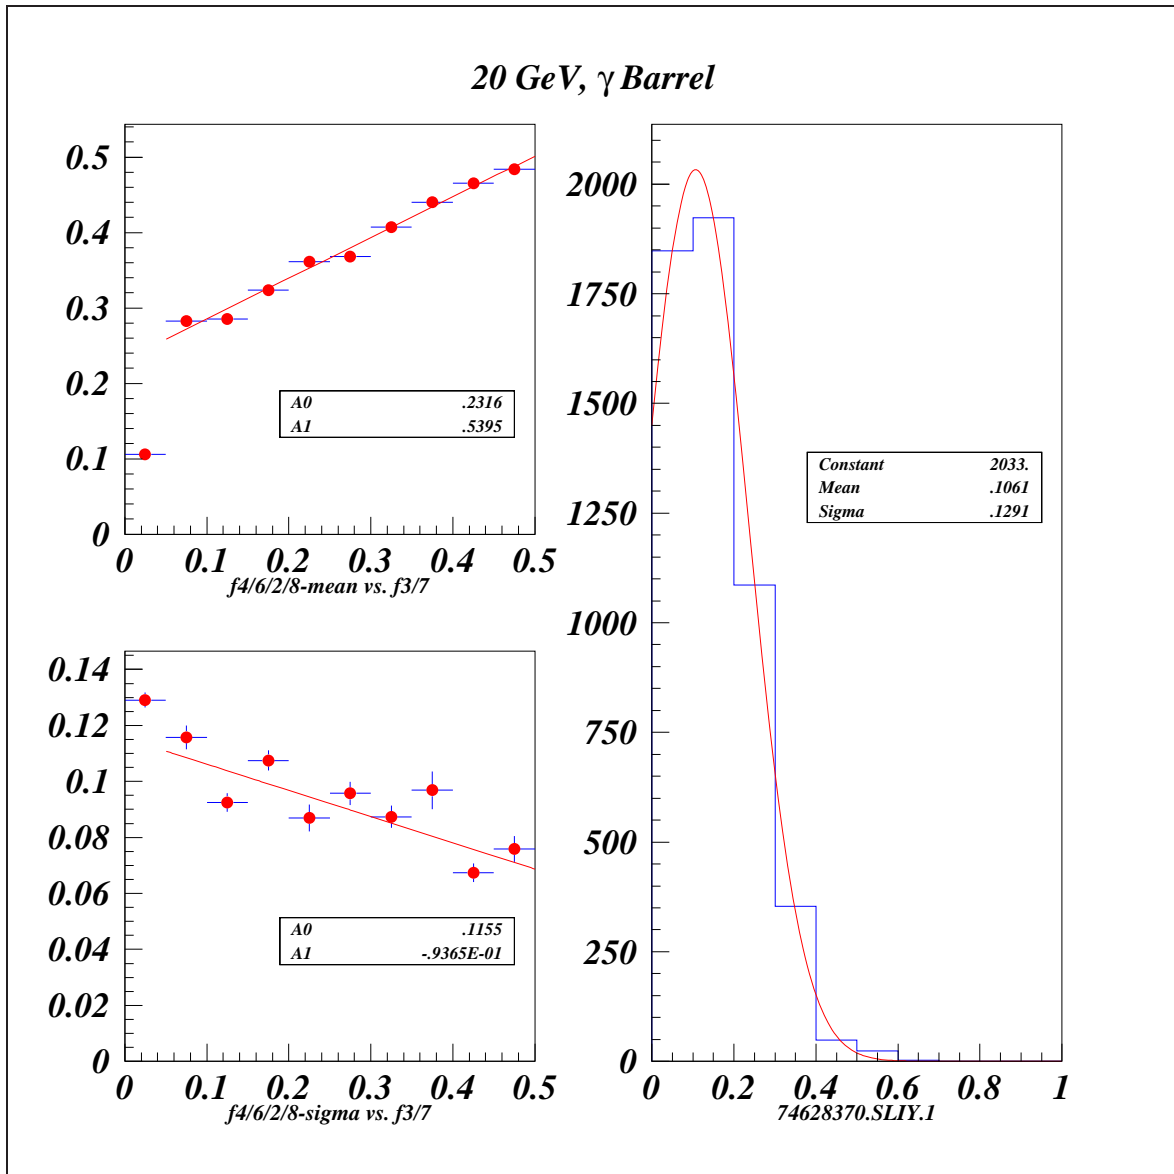 20 GeV, γ Barrel
0.5
0.4
0.3
0.2
0.1
0
A0 .2316
A1 .5395
0 0.1 0.2 0.3 0.4 0.5
f4/6/2/8-mean vs. f3/7
0.14
0.12
0.1
0.08
0.06
0.04
0.02
0
A0 .1155
A1 -.9365E-01
0 0.1 0.2 0.3 0.4 0.5
f4/6/2/8-sigma vs. f3/7
2000
1750
1500
1250
1000
750
500
250
0
Constant 2033.
Mean .1061
Sigma .1291
0 0.2 0.4 0.6 0.8 1
74628370.SLIY.1